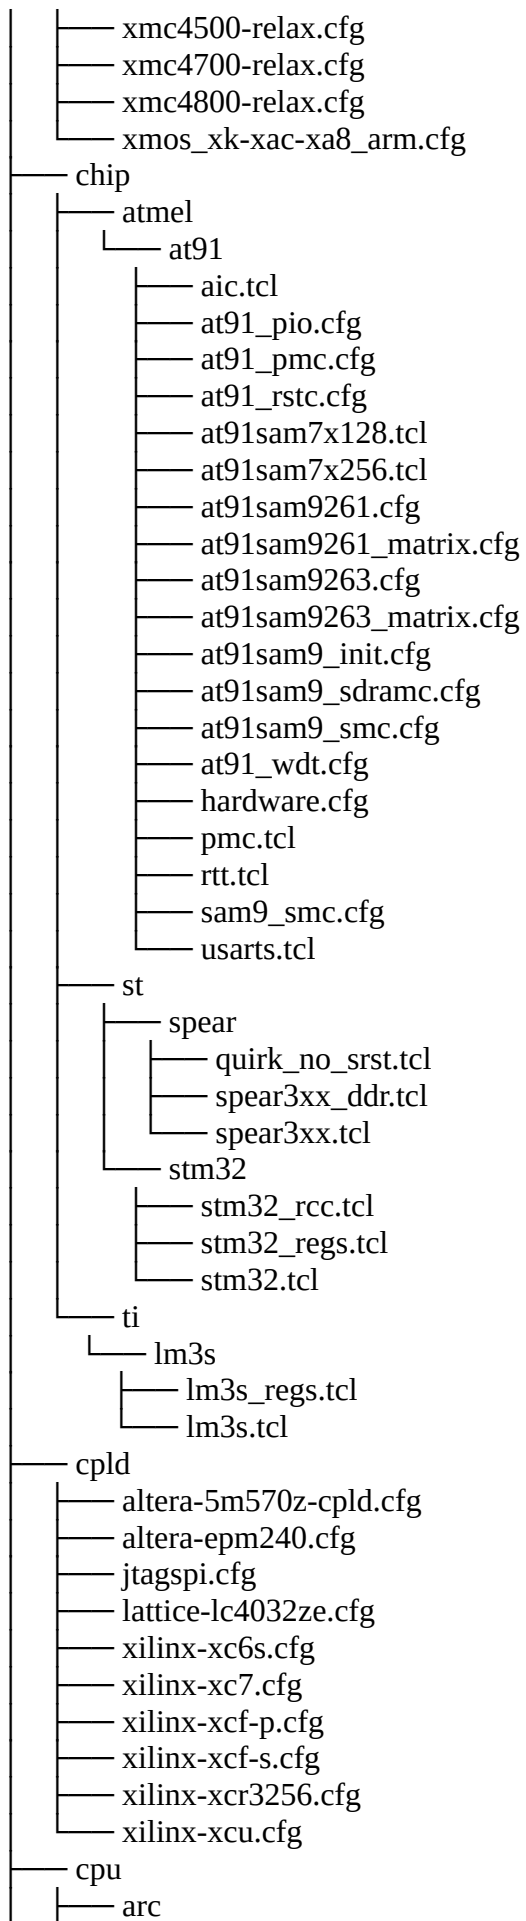 │   ├── xmc4500-relax.cfg
│   ├── xmc4700-relax.cfg
│   ├── xmc4800-relax.cfg
│   └── xmos_xk-xac-xa8_arm.cfg
├── chip
│   ├── atmel
│   │   └── at91
│   │       ├── aic.tcl
│   │       ├── at91_pio.cfg
│   │       ├── at91_pmc.cfg
│   │       ├── at91_rstc.cfg
│   │       ├── at91sam7x128.tcl
│   │       ├── at91sam7x256.tcl
│   │       ├── at91sam9261.cfg
│   │       ├── at91sam9261_matrix.cfg
│   │       ├── at91sam9263.cfg
│   │       ├── at91sam9263_matrix.cfg
│   │       ├── at91sam9_init.cfg
│   │       ├── at91sam9_sdramc.cfg
│   │       ├── at91sam9_smc.cfg
│   │       ├── at91_wdt.cfg
│   │       ├── hardware.cfg
│   │       ├── pmc.tcl
│   │       ├── rtt.tcl
│   │       ├── sam9_smc.cfg
│   │       └── usarts.tcl
│   ├── st
│   │   ├── spear
│   │   │   ├── quirk_no_srst.tcl
│   │   │   ├── spear3xx_ddr.tcl
│   │   │   └── spear3xx.tcl
│   │   └── stm32
│   │       ├── stm32_rcc.tcl
│   │       ├── stm32_regs.tcl
│   │       └── stm32.tcl
│   └── ti
│       └── lm3s
│           ├── lm3s_regs.tcl
│           └── lm3s.tcl
├── cpld
│   ├── altera-5m570z-cpld.cfg
│   ├── altera-epm240.cfg
│   ├── jtagspi.cfg
│   ├── lattice-lc4032ze.cfg
│   ├── xilinx-xc6s.cfg
│   ├── xilinx-xc7.cfg
│   ├── xilinx-xcf-p.cfg
│   ├── xilinx-xcf-s.cfg
│   ├── xilinx-xcr3256.cfg
│   └── xilinx-xcu.cfg
├── cpu
│   ├── arc